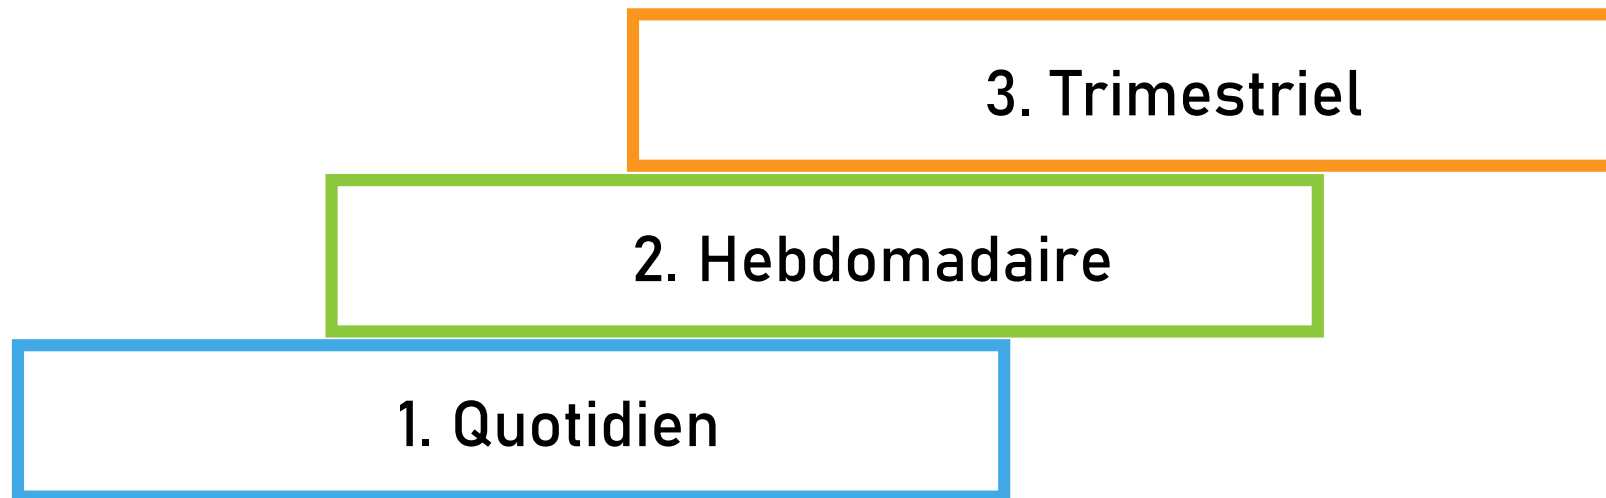 3. Trimestriel
2. Hebdomadaire
1. Quotidien